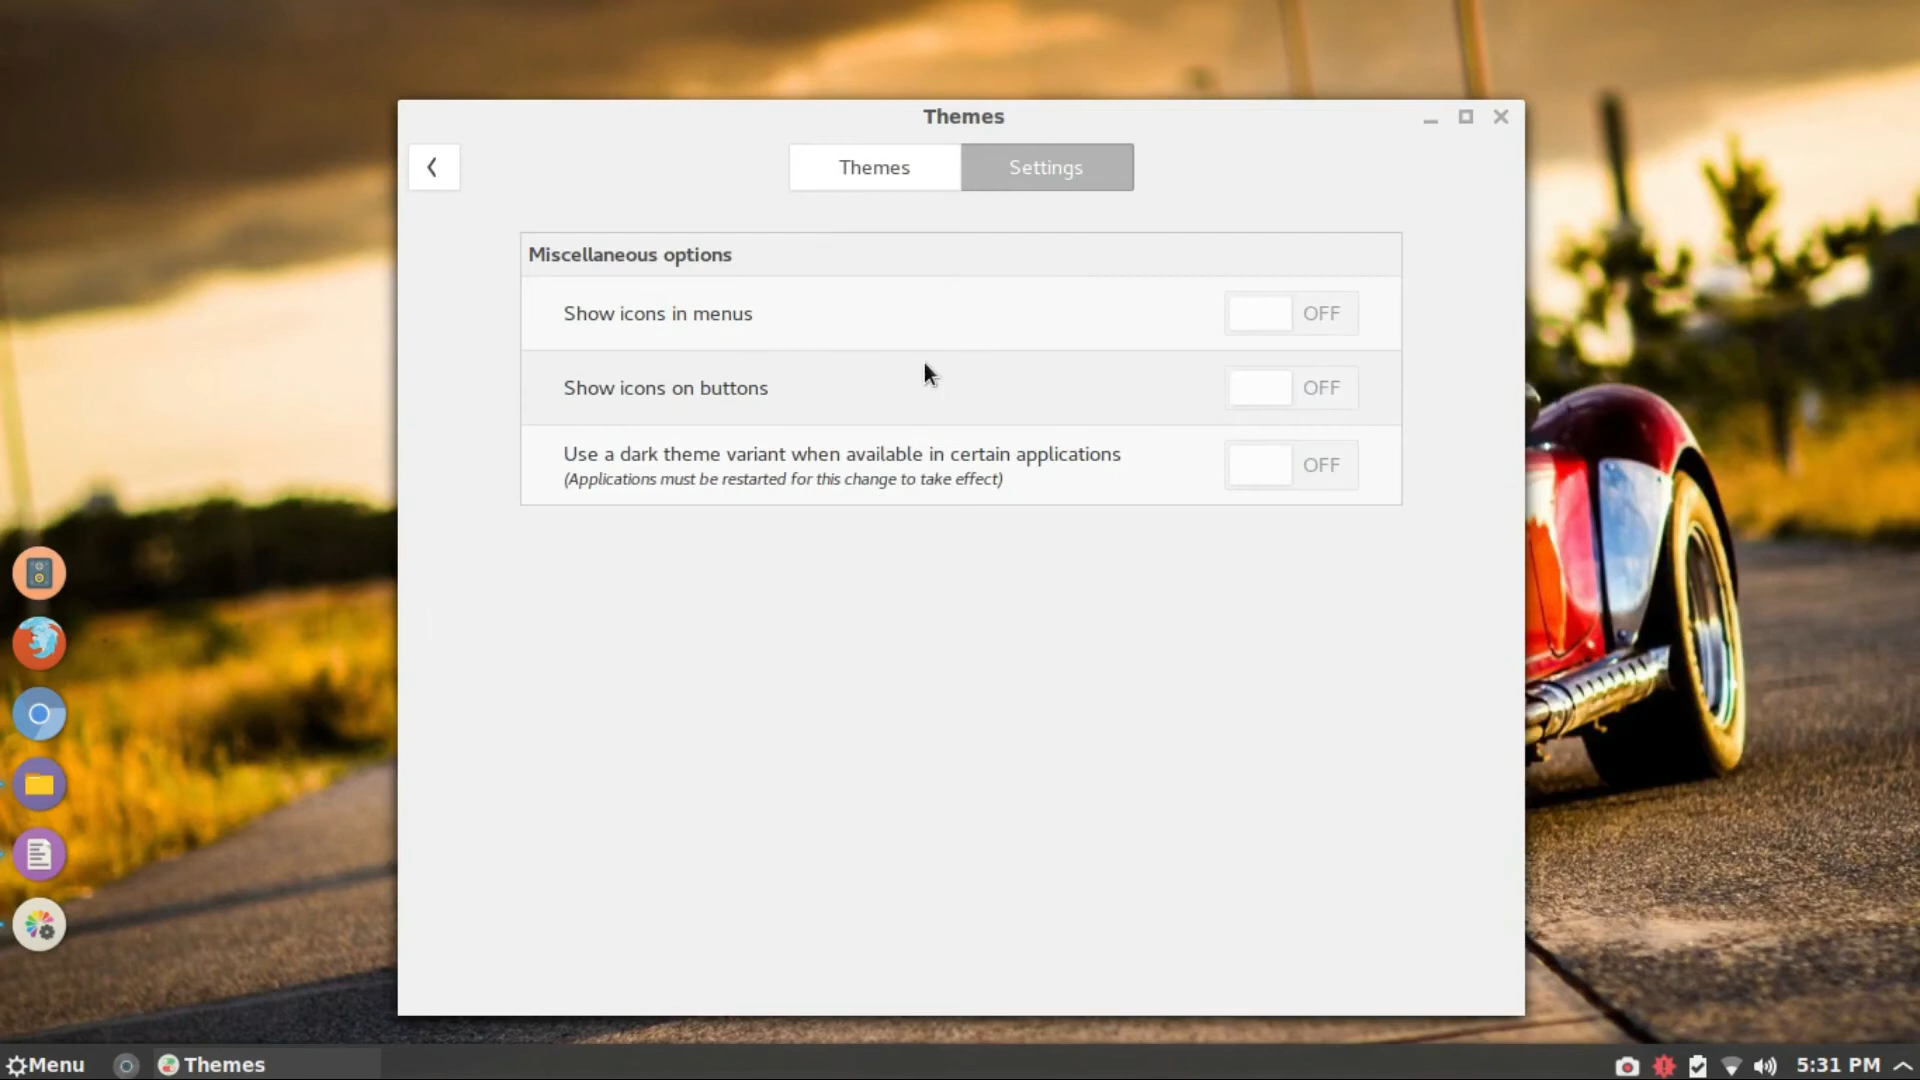 Themes
Themes
Settings
Miscellaneous options
Show icons in menus
OFF
Show icons on buttons
OFF
Use a dark theme variant when available in certain applications
(Applications must be restarted for this change to take effect)
OFF
Menu
Themes
5:31 PM